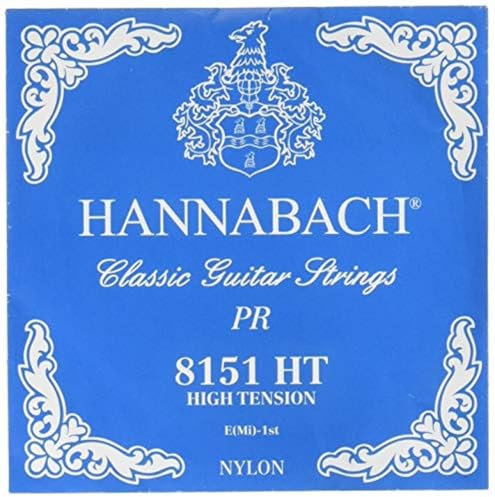 HANNABACH®
Classic Guitar Strings
PR
8151 HT
HIGH TENSION
E(Mi)-1st
NYLON